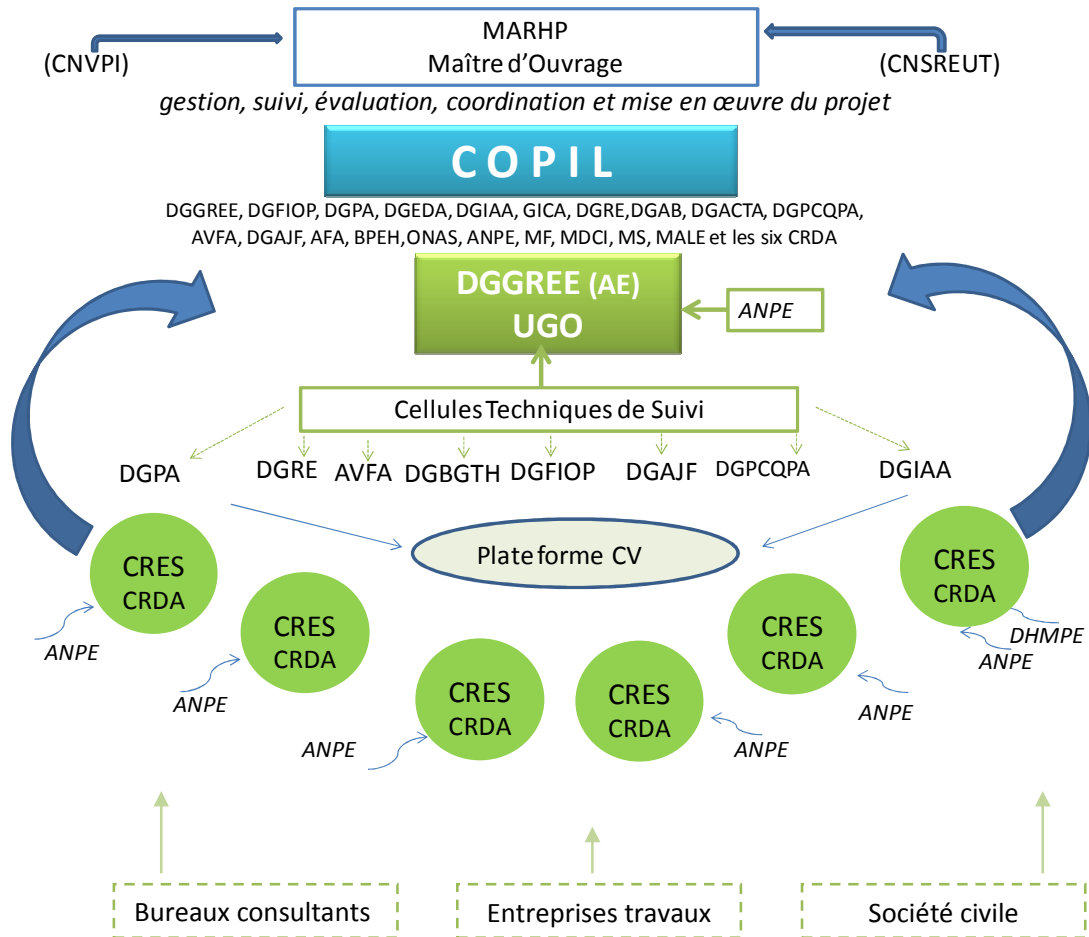 MARHP
Maître d'Ouvrage
(CNVPI)
(CNSREUT)
gestion, suivi, évaluation, coordination et mise en œuvre du projet
COPIL
DGGREE, DGFIOP, DGPA, DGEDA, DGIAA, GICA, DGRE,DGAB, DGACTA, DGPCQPA,
AVFA, DGAJF, AFA, BPEH,ONAS, ANPE, MF, MDCI, MS, MALE et les six CRDA
DGGREE (AE)
UGO
ANPE
Cellules Techniques de Suivi
DGPA
DGRE
AVFA
DGBGTH
DGFIOP
DGAJF
DGPCQPA
DGIAA
Plateforme CV
CRES
CRDA
ANPE
CRES
CRDA
ANPE
CRES
CRDA
ANPE
CRES
CRDA
ANPE
CRES
CRDA
ANPE
CRES
CRDA
DHMPE
ANPE
Bureaux consultants
Entreprises travaux
Société civile